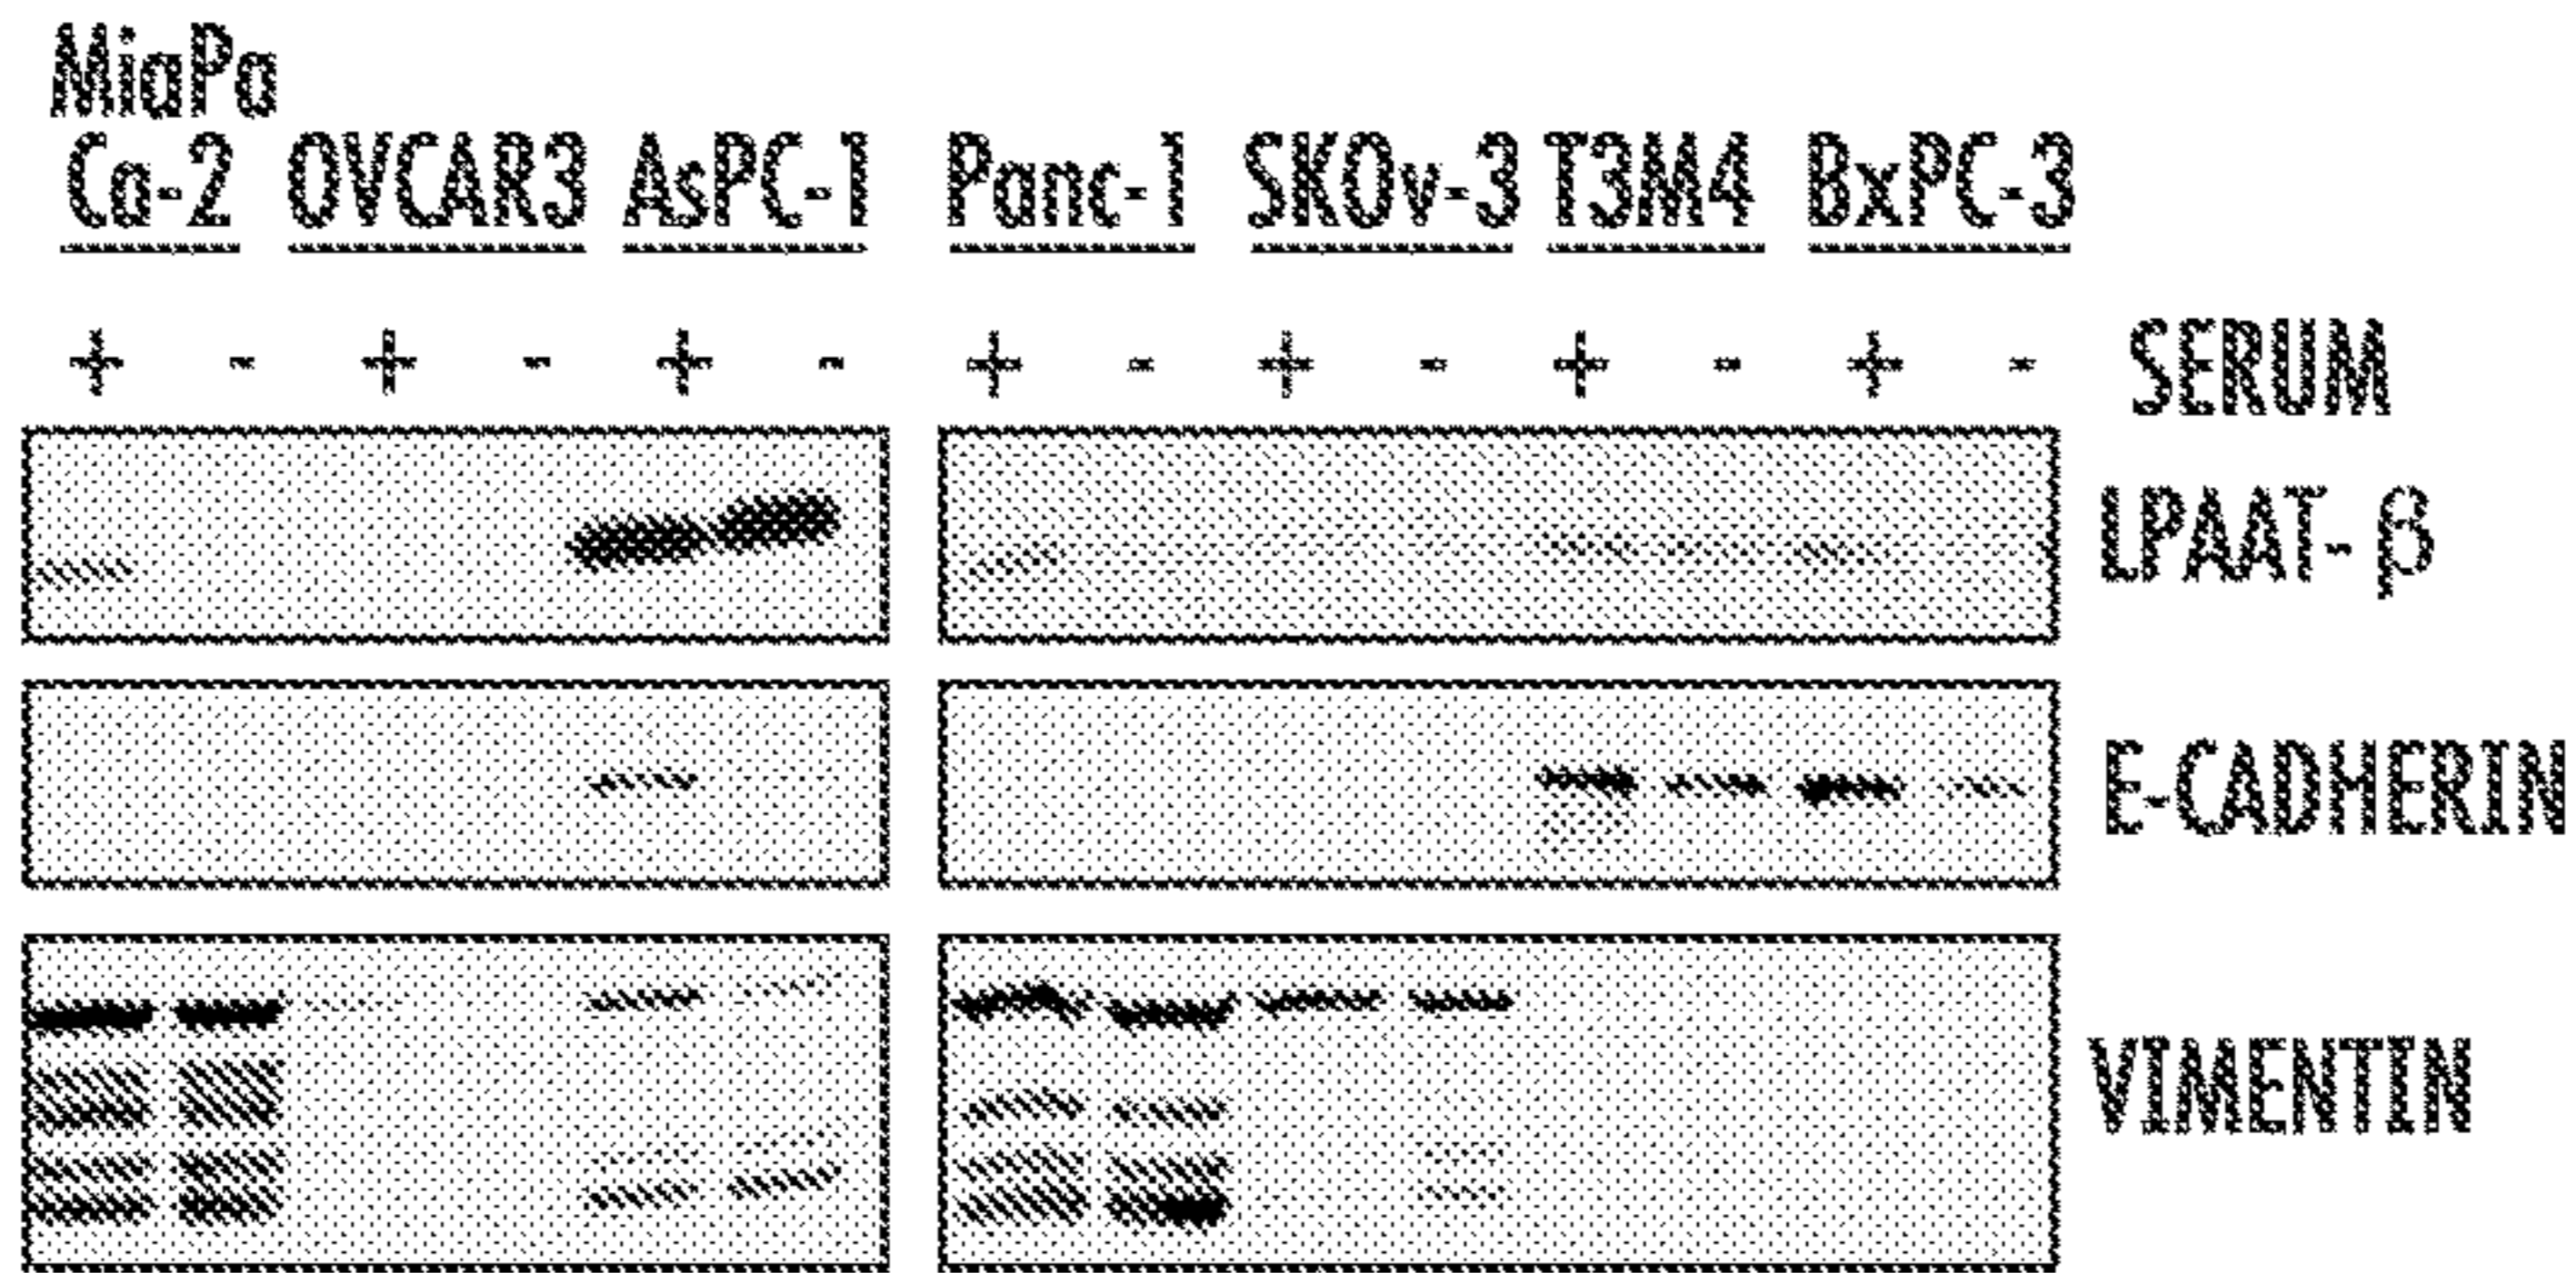 MiaPa
Ca-2 OVCAR3 AsPC-1 Panc-1 SKOv-3 T3M4 BxPC-3
+ - + - + - + - + - + - + - SERUM
LPAAT-β
E-CADHERIN
VIMENTIN